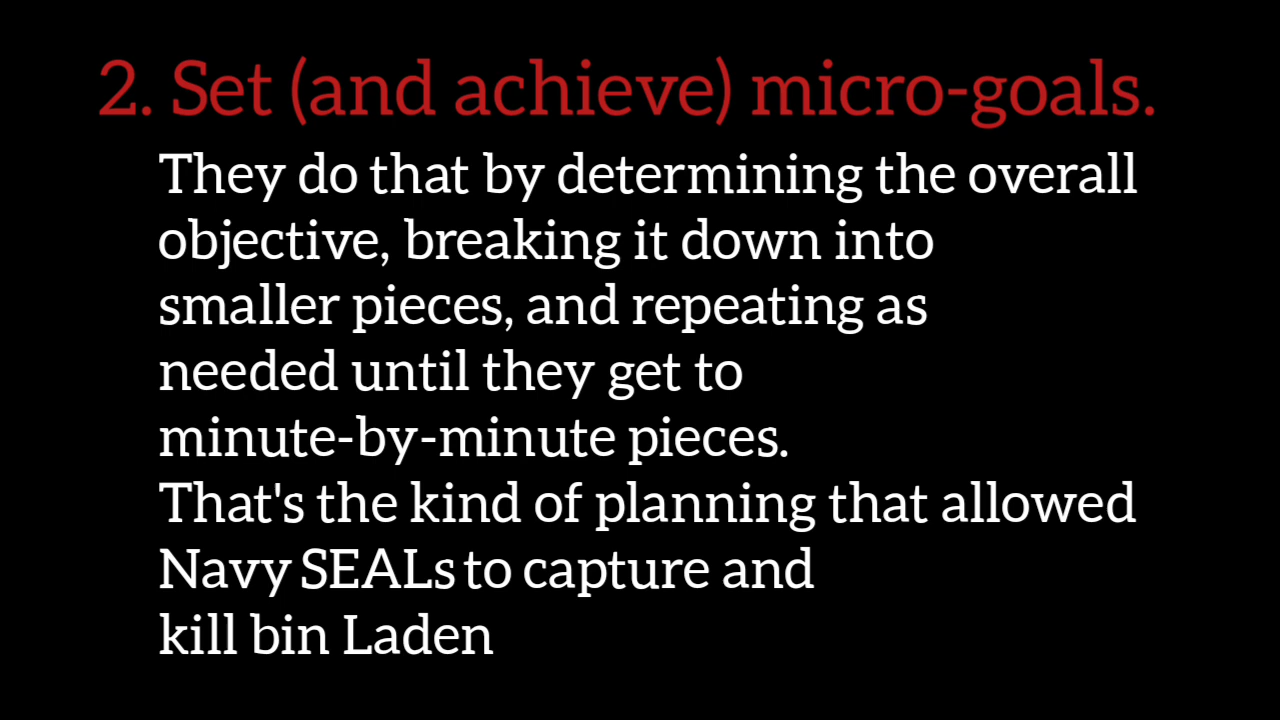 2. Set (and achieve) micro-goals.
They do that by determining the overall
objective, breaking it down into
smaller pieces, and repeating as
needed until they get to
minute-by-minute pieces.
That's the kind of planning that allowed
Navy SEALs to capture and
kill bin Laden